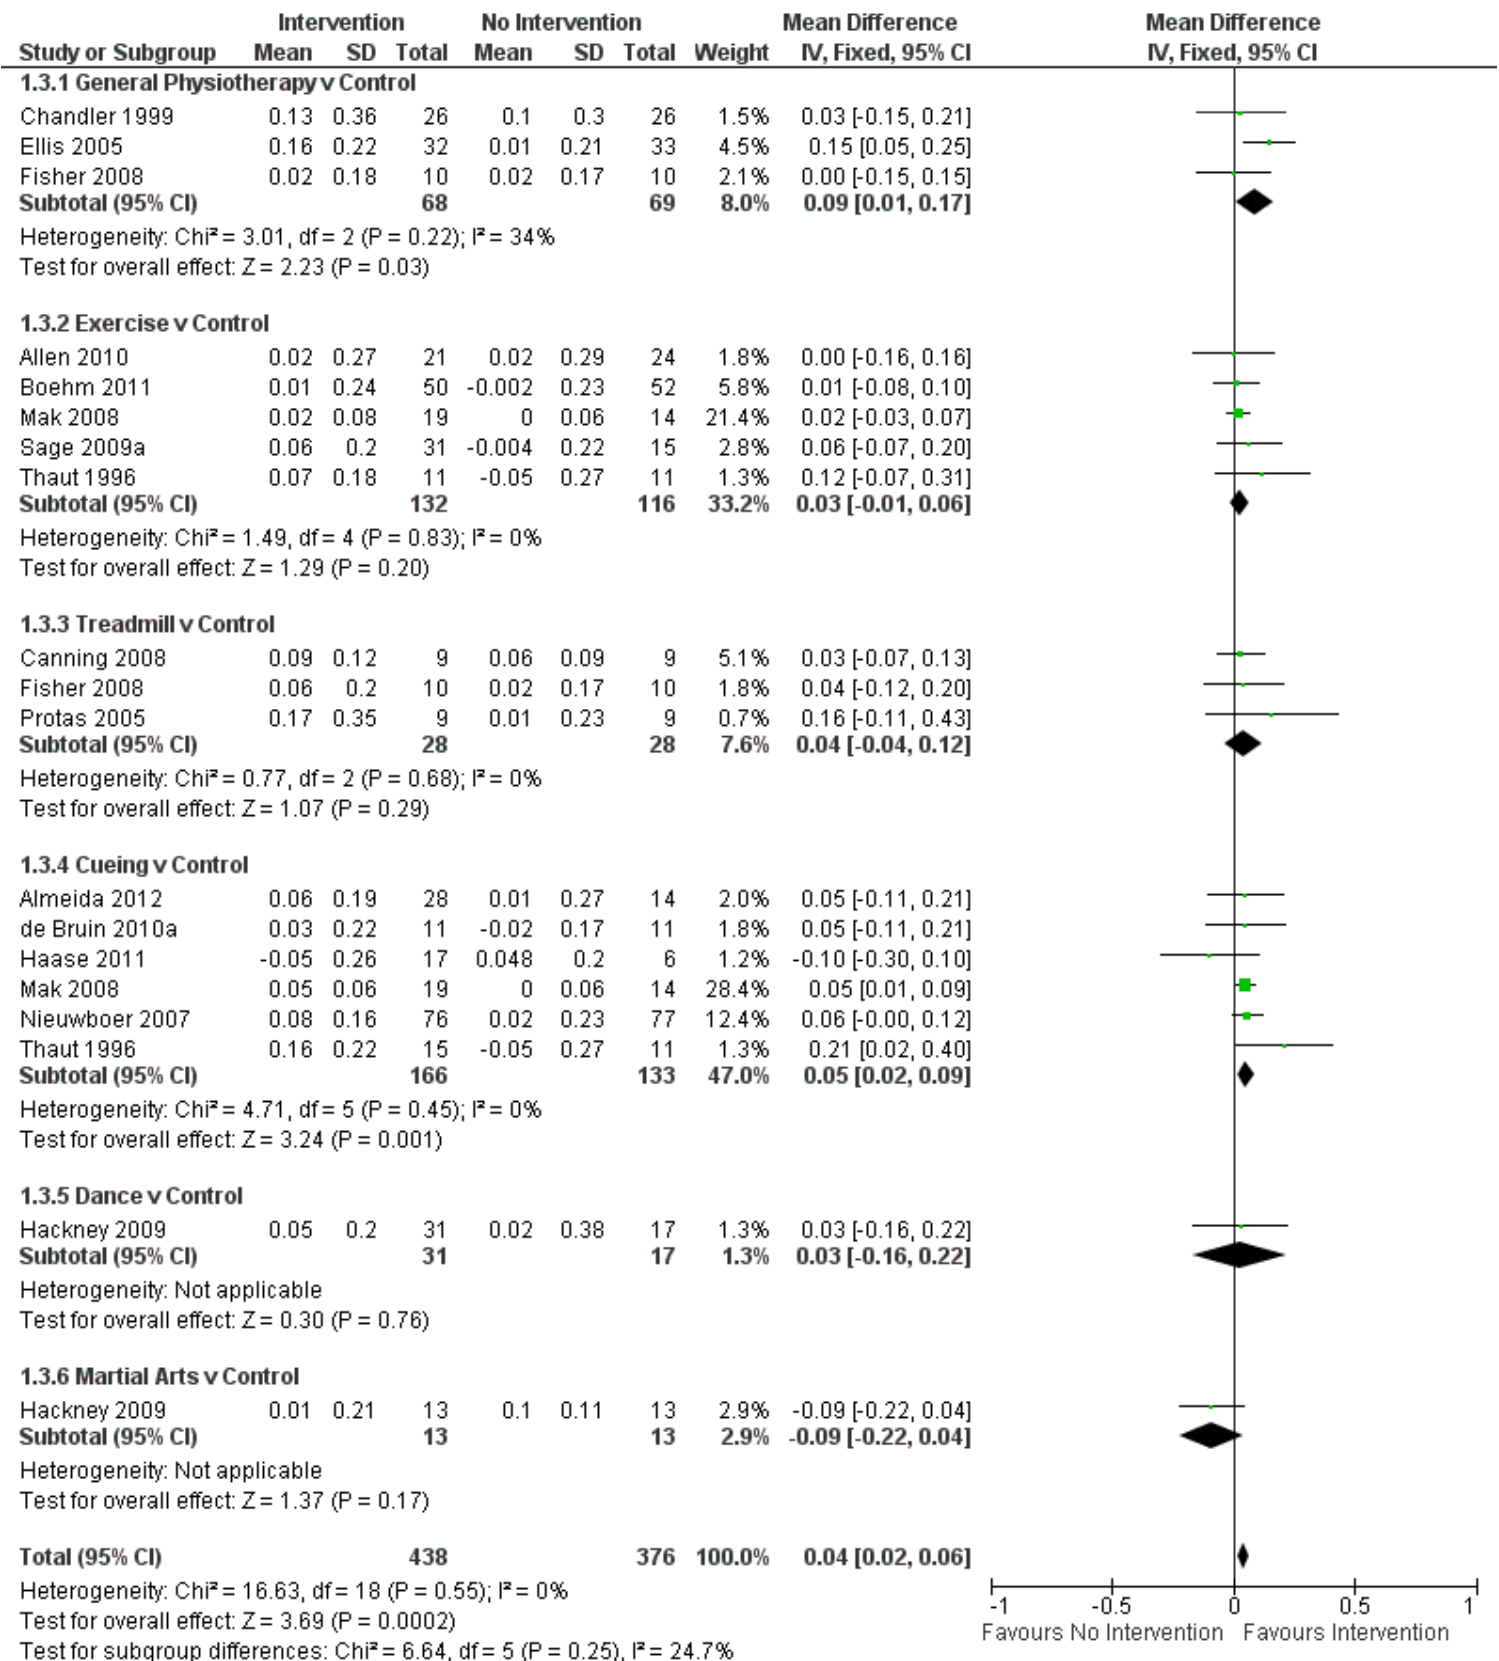 Intervention No Intervention Mean Difference Mean Difference
Study or Subgroup Mean SD Total Mean SD Total Weight IV, Fixed, 95% CI IV, Fixed, 95% CI
1.3.1 General Physiotherapy v Control
Chandler 1999 0.13 0.36 26 0.1 0.3 26 1.5% 0.03 [-0.15, 0.21]
Ellis 2005 0.16 0.22 32 0.01 0.21 33 4.5% 0.15 [0.05, 0.25]
Fisher 2008 0.02 0.18 10 0.02 0.17 10 2.1% 0.00 [-0.15, 0.15]
Subtotal (95% CI) 68 69 8.0% 0.09 [0.01, 0.17]
Heterogeneity: Chi² = 3.01, df = 2 (P = 0.22); I² = 34%
Test for overall effect: Z = 2.23 (P = 0.03)
1.3.2 Exercise v Control
Allen 2010 0.02 0.27 21 0.02 0.29 24 1.8% 0.00 [-0.16, 0.16]
Boehm 2011 0.01 0.24 50 -0.002 0.23 52 5.8% 0.01 [-0.08, 0.10]
Mak 2008 0.02 0.08 19 0 0.06 14 21.4% 0.02 [-0.03, 0.07]
Sage 2009a 0.06 0.2 31 -0.004 0.22 15 2.8% 0.06 [-0.07, 0.20]
Thaut 1996 0.07 0.18 11 -0.05 0.27 11 1.3% 0.12 [-0.07, 0.31]
Subtotal (95% CI) 132 116 33.2% 0.03 [-0.01, 0.06]
Heterogeneity: Chi² = 1.49, df = 4 (P = 0.83); I² = 0%
Test for overall effect: Z = 1.29 (P = 0.20)
1.3.3 Treadmill v Control
Canning 2008 0.09 0.12 9 0.06 0.09 9 5.1% 0.03 [-0.07, 0.13]
Fisher 2008 0.06 0.2 10 0.02 0.17 10 1.8% 0.04 [-0.12, 0.20]
Protas 2005 0.17 0.35 9 0.01 0.23 9 0.7% 0.16 [-0.11, 0.43]
Subtotal (95% CI) 28 28 7.6% 0.04 [-0.04, 0.12]
Heterogeneity: Chi² = 0.77, df = 2 (P = 0.68); I² = 0%
Test for overall effect: Z = 1.07 (P = 0.29)
1.3.4 Cueing v Control
Almeida 2012 0.06 0.19 28 0.01 0.27 14 2.0% 0.05 [-0.11, 0.21]
de Bruin 2010a 0.03 0.22 11 -0.02 0.17 11 1.8% 0.05 [-0.11, 0.21]
Haase 2011 -0.05 0.26 17 0.048 0.2 6 1.2% -0.10 [-0.30, 0.10]
Mak 2008 0.05 0.06 19 0 0.06 14 28.4% 0.05 [0.01, 0.09]
Nieuwboer 2007 0.08 0.16 76 0.02 0.23 77 12.4% 0.06 [-0.00, 0.12]
Thaut 1996 0.16 0.22 15 -0.05 0.27 11 1.3% 0.21 [0.02, 0.40]
Subtotal (95% CI) 166 133 47.0% 0.05 [0.02, 0.09]
Heterogeneity: Chi² = 4.71, df = 5 (P = 0.45); I² = 0%
Test for overall effect: Z = 3.24 (P = 0.001)
1.3.5 Dance v Control
Hackney 2009 0.05 0.2 31 0.02 0.38 17 1.3% 0.03 [-0.16, 0.22]
Subtotal (95% CI) 31 17 1.3% 0.03 [-0.16, 0.22]
Heterogeneity: Not applicable
Test for overall effect: Z = 0.30 (P = 0.76)
1.3.6 Martial Arts v Control
Hackney 2009 0.01 0.21 13 0.1 0.11 13 2.9% -0.09 [-0.22, 0.04]
Subtotal (95% CI) 13 13 2.9% -0.09 [-0.22, 0.04]
Heterogeneity: Not applicable
Test for overall effect: Z = 1.37 (P = 0.17)
Total (95% CI) 438 376 100.0% 0.04 [0.02, 0.06]
Heterogeneity: Chi² = 16.63, df = 18 (P = 0.55); I² = 0%
Test for overall effect: Z = 3.69 (P = 0.0002)
Test for subgroup differences: Chi² = 6.64, df = 5 (P = 0.25), I² = 24.7%
-1 -0.5 0 0.5 1
Favours No Intervention Favours Intervention